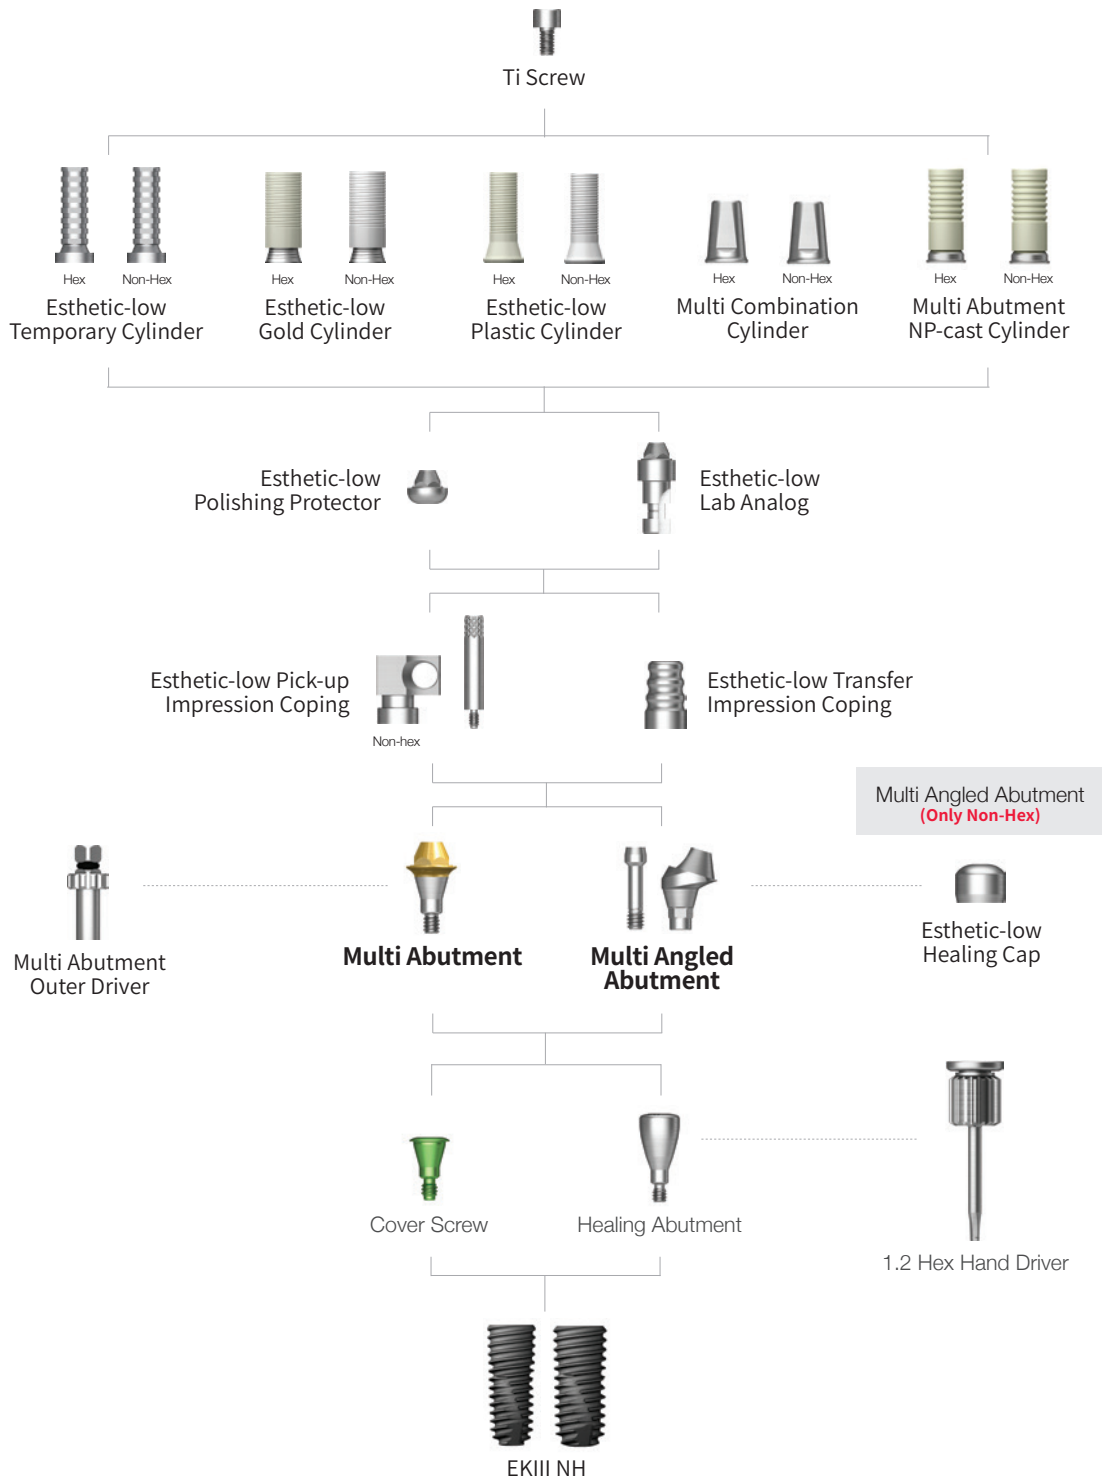 Ti Screw
Hex
Non-Hex
Esthetic-low
Temporary Cylinder
Hex
Non-Hex
Esthetic-low
Gold Cylinder
Hex
Non-Hex
Esthetic-low
Plastic Cylinder
Hex
Non-Hex
Multi Combination
Cylinder
Hex
Non-Hex
Multi Abutment
NP-cast Cylinder
Esthetic-low
Polishing Protector
Esthetic-low
Lab Analog
Esthetic-low Pick-up
Impression Coping
Non-hex
Esthetic-low Transfer
Impression Coping
Multi Angled Abutment
(Only Non-Hex)
Multi Abutment
Outer Driver
Multi Abutment
Multi Angled
Abutment
Esthetic-low
Healing Cap
Cover Screw
Healing Abutment
1.2 Hex Hand Driver
EKIII NH